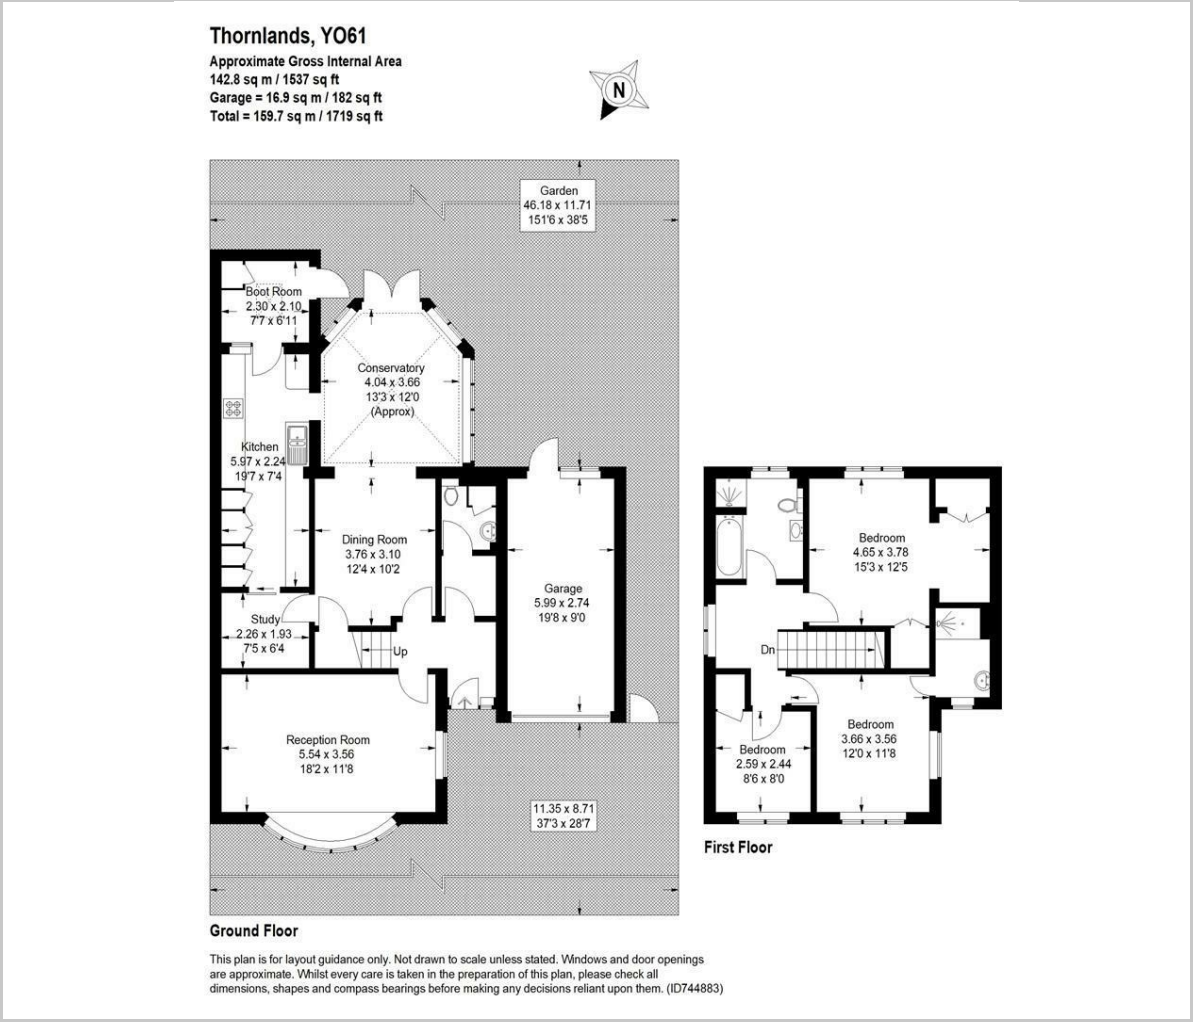 Thornlands, YO61
Approximate Gross Internal Area
142.8 sq m / 1537 sq ft
Garage = 16.9 sq m / 182 sq ft
Total = 159.7 sq m / 1719 sq ft
N
Garden
46.18 x 11.71
151'6 x 38'5
Boot Room
2.30 x 2.10
7'7 x 6'11
Conservatory
4.04 x 3.66
13'3 x 12'0
(Approx)
Kitchen
5.97 x 2.24
19'7 x 7'4
Dining Room
3.76 x 3.10
12'4 x 10'2
Garage
5.99 x 2.74
19'8 x 9'0
Study
2.26 x 1.93
7'5 x 6'4
Up
Reception Room
5.54 x 3.56
18'2 x 11'8
11.35 x 8.71
37'3 x 28'7
Ground Floor
Bedroom
4.65 x 3.78
15'3 x 12'5
Dn
Bedroom
3.66 x 3.56
12'0 x 11'8
Bedroom
2.59 x 2.44
8'6 x 8'0
First Floor
This plan is for layout guidance only. Not drawn to scale unless stated. Windows and door openings
are approximate. Whilst every care is taken in the preparation of this plan, please check all
dimensions, shapes and compass bearings before making any decisions reliant upon them. (ID744883)